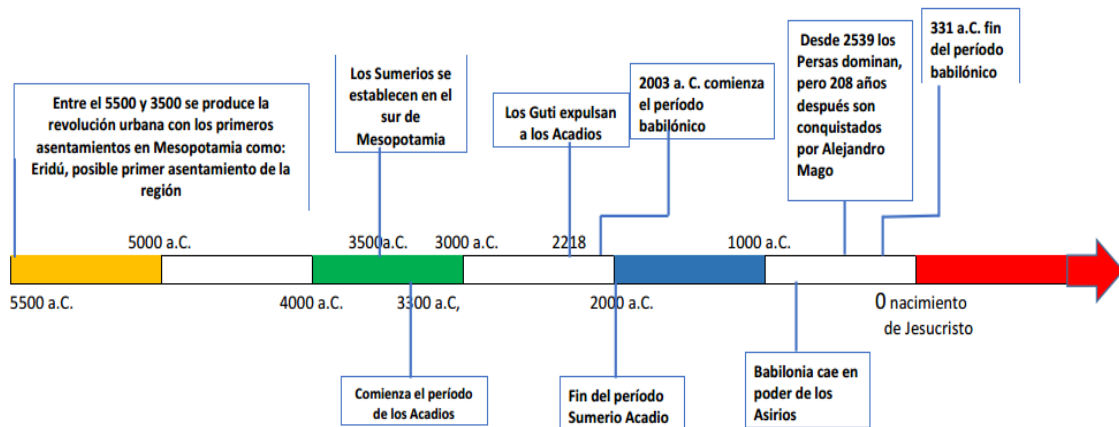 Entre el 5500 y 3500 se produce la
revolución urbana con los primeros
asentamientos en Mesopotamia como:
Eridú, posible primer asentamiento de la
región
Los Sumerios se
establecen en el
sur de
Mesopotamia
Los Guti expulsan
a los Acadios
2003 a. C. comienza
el período
babilónico
Desde 2539 los
Persas dominan,
pero 208 años
después son
conquistados
por Alejandro
Mago
331 a.C. fin
del período
babilónico
5000 a.C.
3500a.C.
3000 a.C.
2218
1000 a.C.
5500 a.C.
4000 a.C.
3300 a.C,
2000 a.C.
0 nacimiento
de Jesucristo
Comienza el período
de los Acadios
Fin del período
Sumerio Acadio
Babilonia cae en
poder de los
Asirios